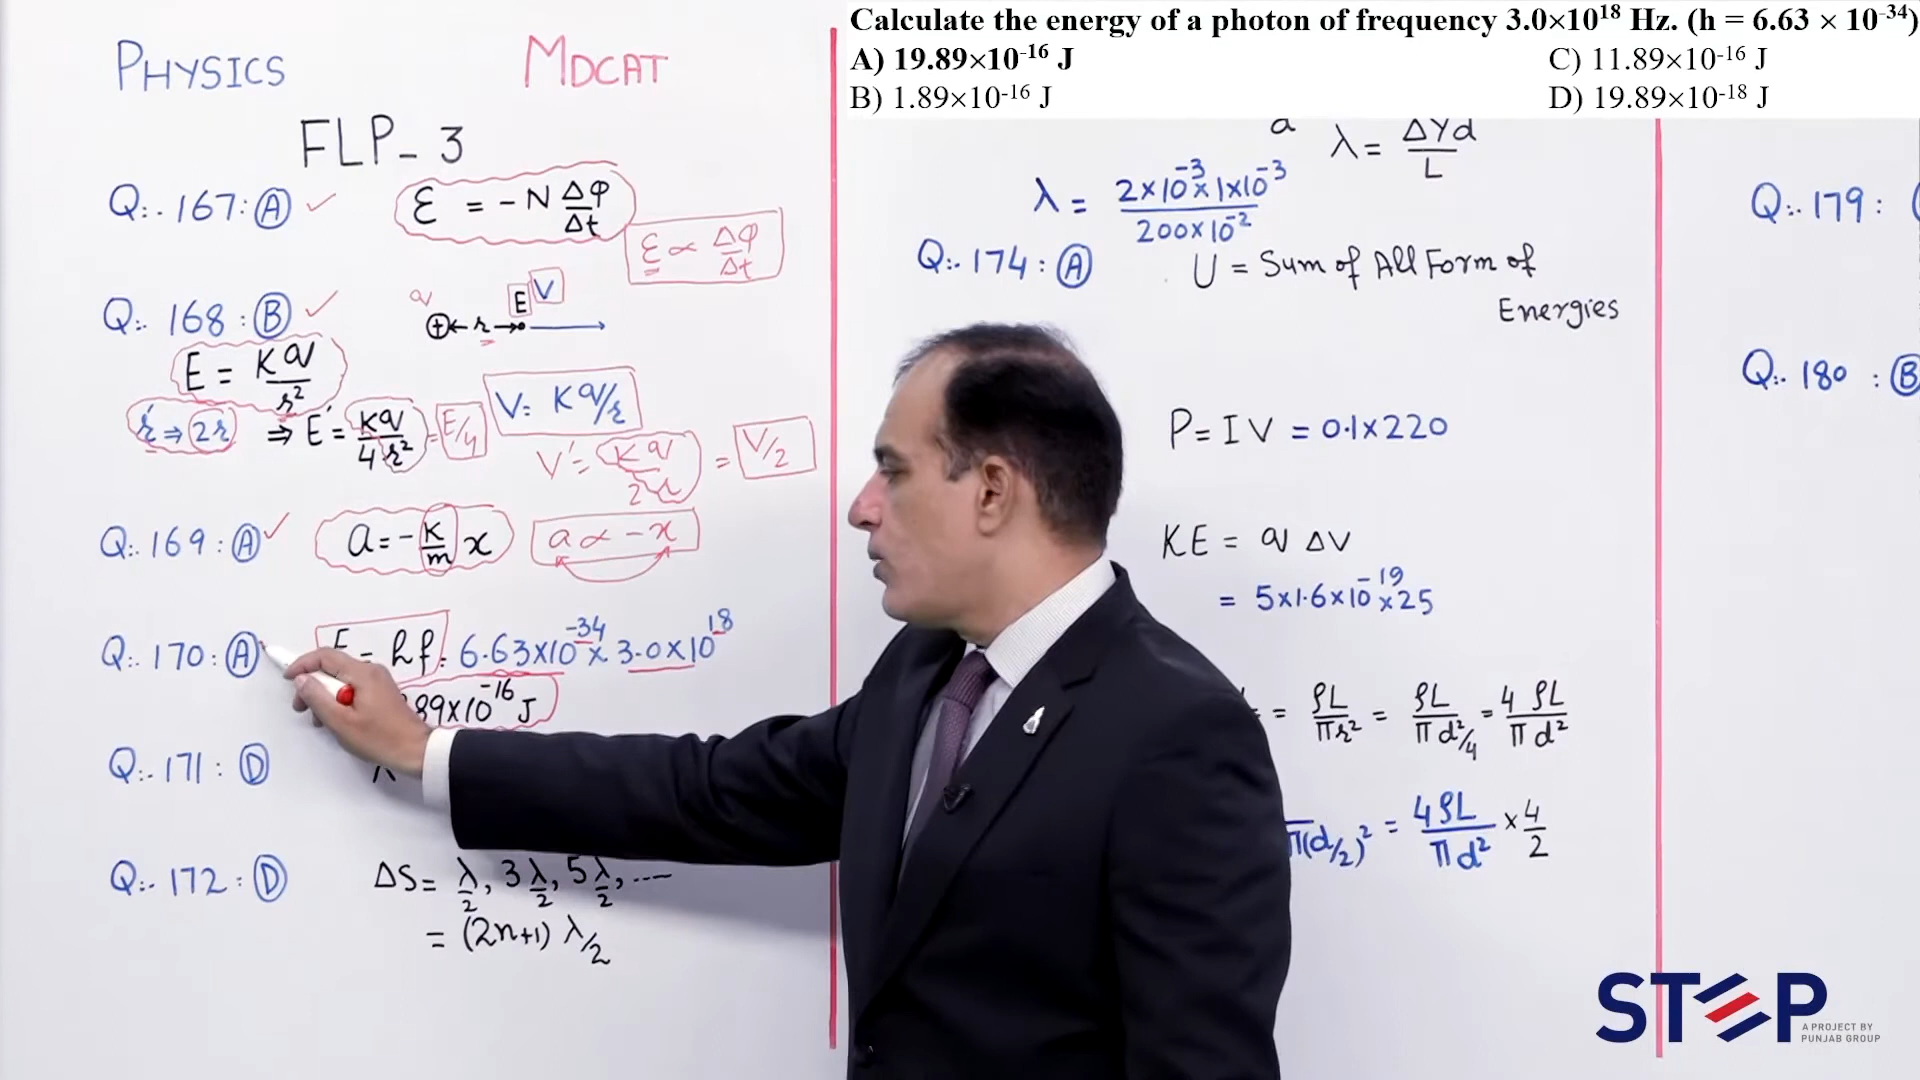 Calculate the energy of a photon of frequency 3.0×10¹⁸ Hz. (h = 6.63 × 10⁻³⁴)
A) 19.89×10⁻¹⁶ J
C) 11.89×10⁻¹⁶ J
B) 1.89×10⁻¹⁶ J
D) 19.89×10⁻¹⁸ J
PHYSICS MDCAT
FLP - 3
Q:. 167: A ✓ ε = -N Δφ/Δt
ε ∝ Δφ/Δt
Q:. 168: B ✓ q ⊕ ← r → E V
E = Kq/r²
r' ⇒ 2r ⇒ E' = Kq/4r² = E/4
V = Kq/r
V' = Kq/2r = V/2
Q:. 169: A ✓ a = -K/m x a ∝ -x
Q:. 170: A = hf = 6.63×10⁻³⁴ × 3.0×10¹⁸
89×10⁻¹⁶ J
Q:. 171: D
Q:. 172: D ΔS = λ/2, 3λ/2, 5λ/2, ....
= (2n+1) λ/2
a λ = ΔYd/L
λ = 2×10⁻³×1×10⁻³/200×10⁻²
Q:. 174: A U = Sum of All Form of
Energies
P = IV = 0.1×220
KE = q ΔV
= 5×1.6×10⁻¹⁹×25
= ρL/πr² = ρL/πd²/4 = 4ρL/πd²
π(d/2)² = 4ρL/πd² × 4/2
Q:. 179:
Q:. 180: B
STEP
A PROJECT BY
PUNJAB GROUP